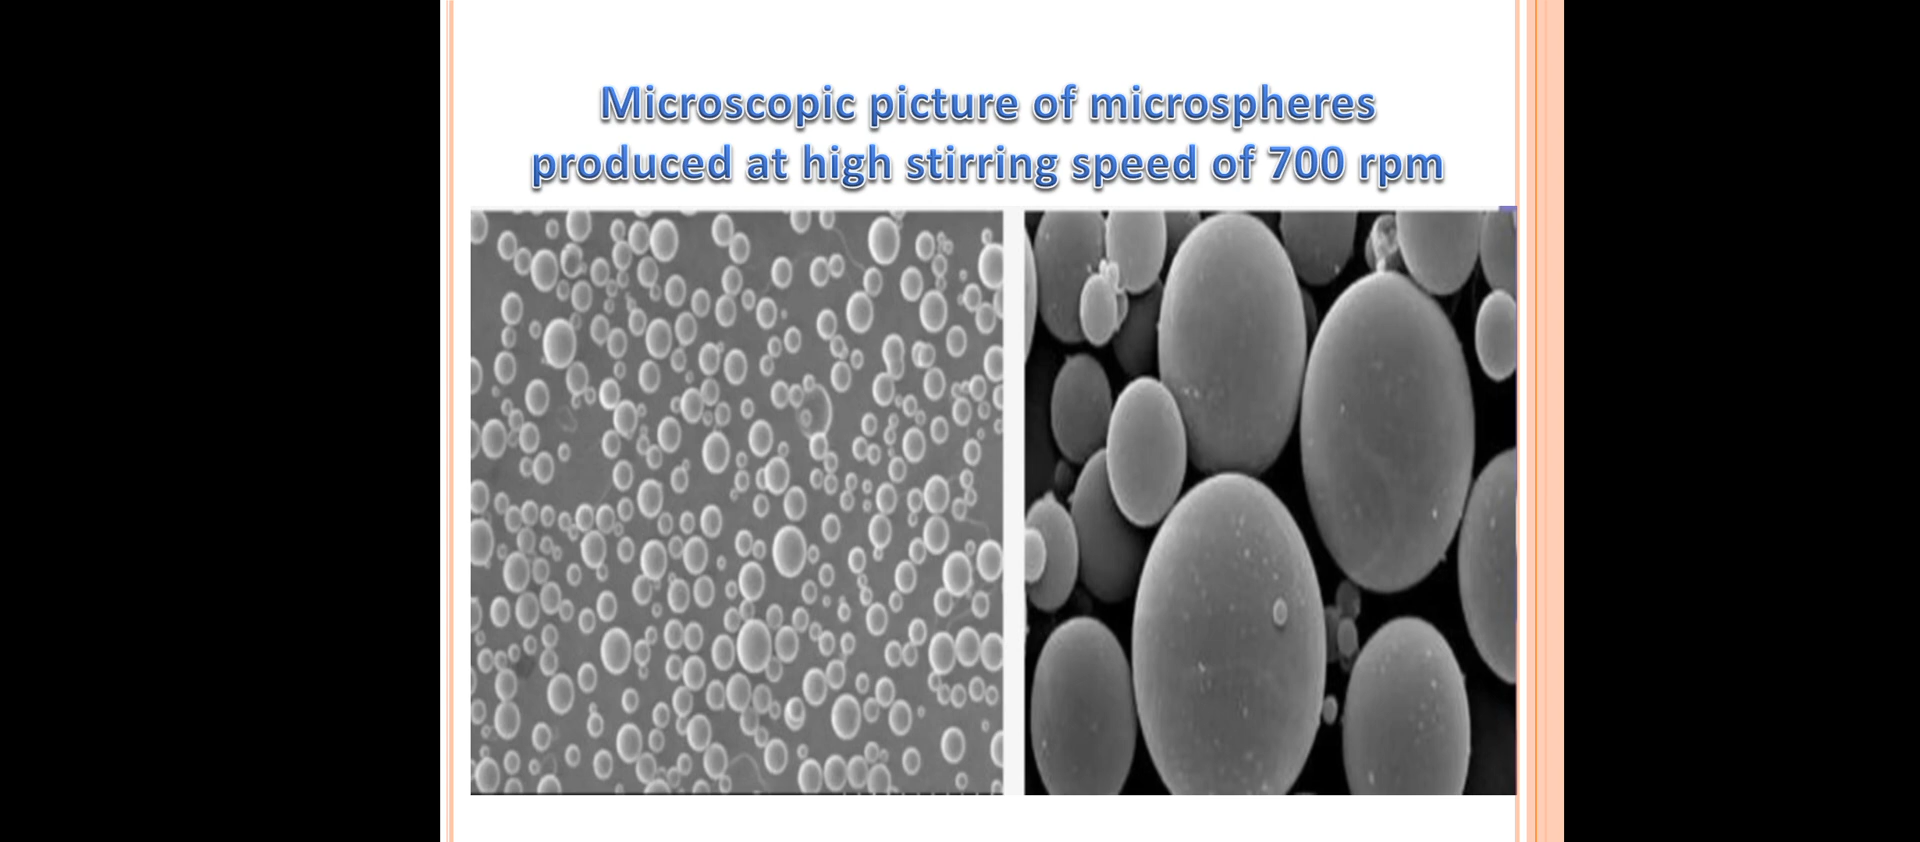 Microscopic picture of microspheres
produced at high stirring speed of 700 rpm